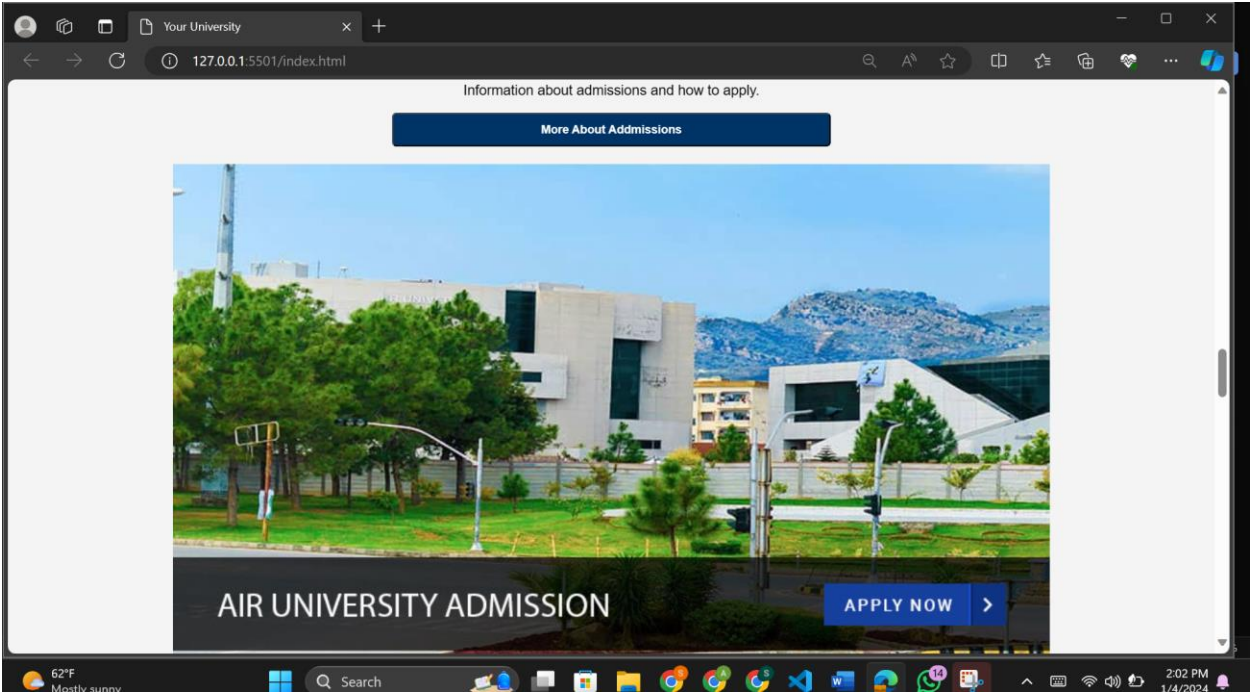 Your University
127.0.0.1:5501/index.html
Information about admissions and how to apply.
More About Addmissions
AIR UNIVERSITY ADMISSION
APPLY NOW
62°F
Mostly sunny
Search
14
2:02 PM
1/4/2024